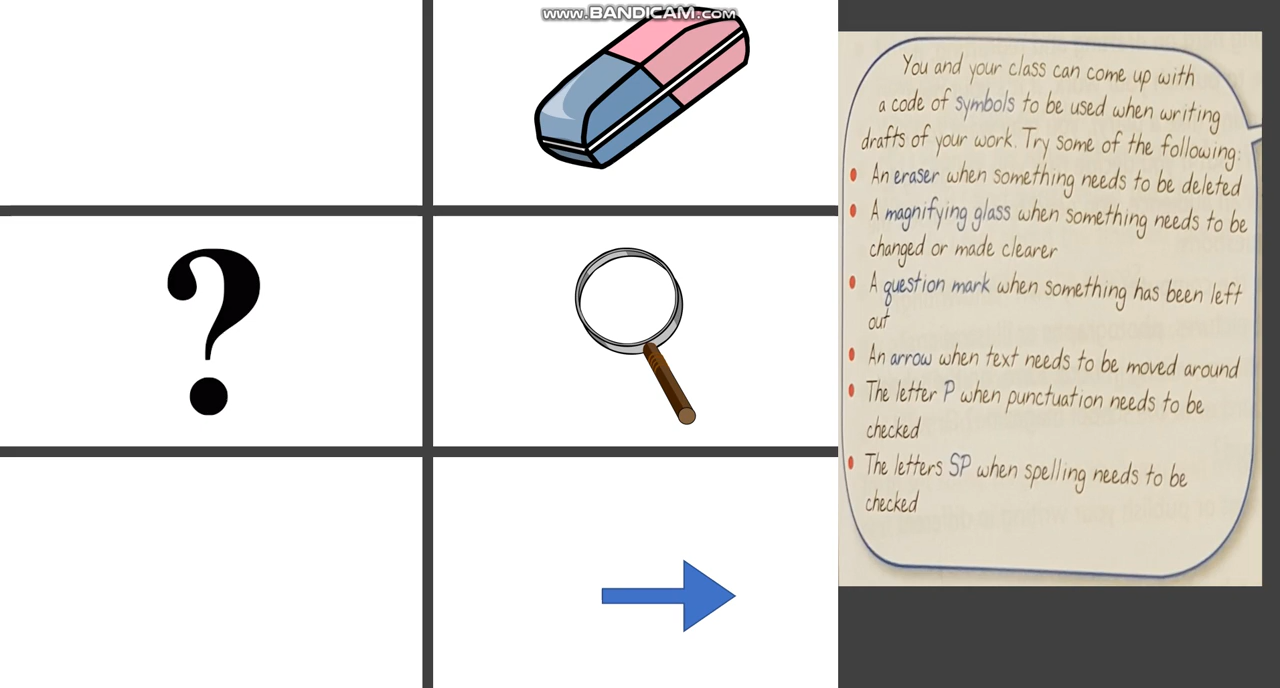 www.BANDICAM.com
?
You and your class can come up with
a code of symbols to be used when writing
drafts of your work. Try some of the following:
• An eraser when something needs to be deleted
• A magnifying glass when something needs to be
changed or made clearer
• A question mark when something has been left
out
• An arrow when text needs to be moved around
• The letter P when punctuation needs to be
checked
• The letters SP when spelling needs to be
checked